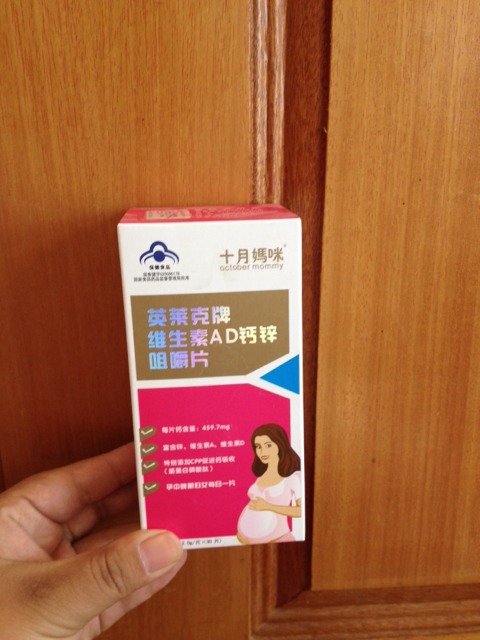 十月媽咪
october mommy
保健食品
英莱克牌
维生素AD钙锌
咀嚼片
每片钙含量：459.7mg
富含锌、维生素A、维生素D
特别添加CPP促进钙吸收
（酪蛋白磷酸肽）
孕中晚期妇女每日一片